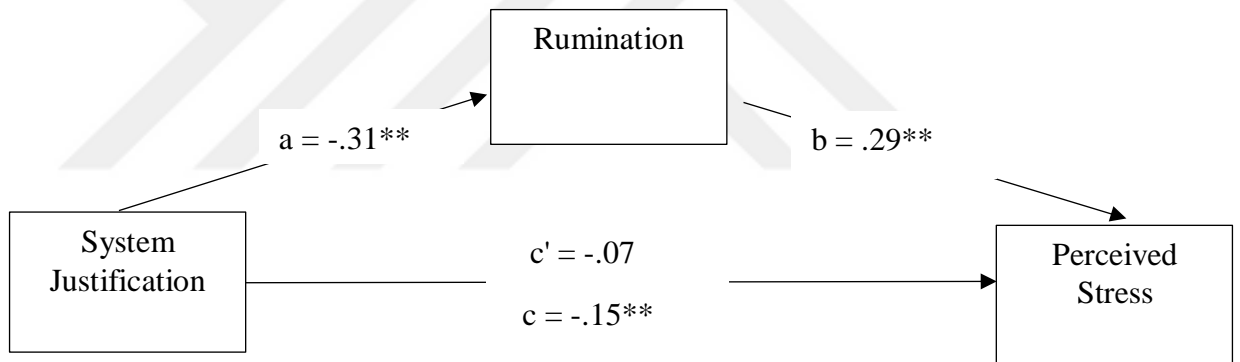 Rumination
a = -.31**
b = .29**
System
Justification
c' = -.07
c = -.15**
Perceived
Stress